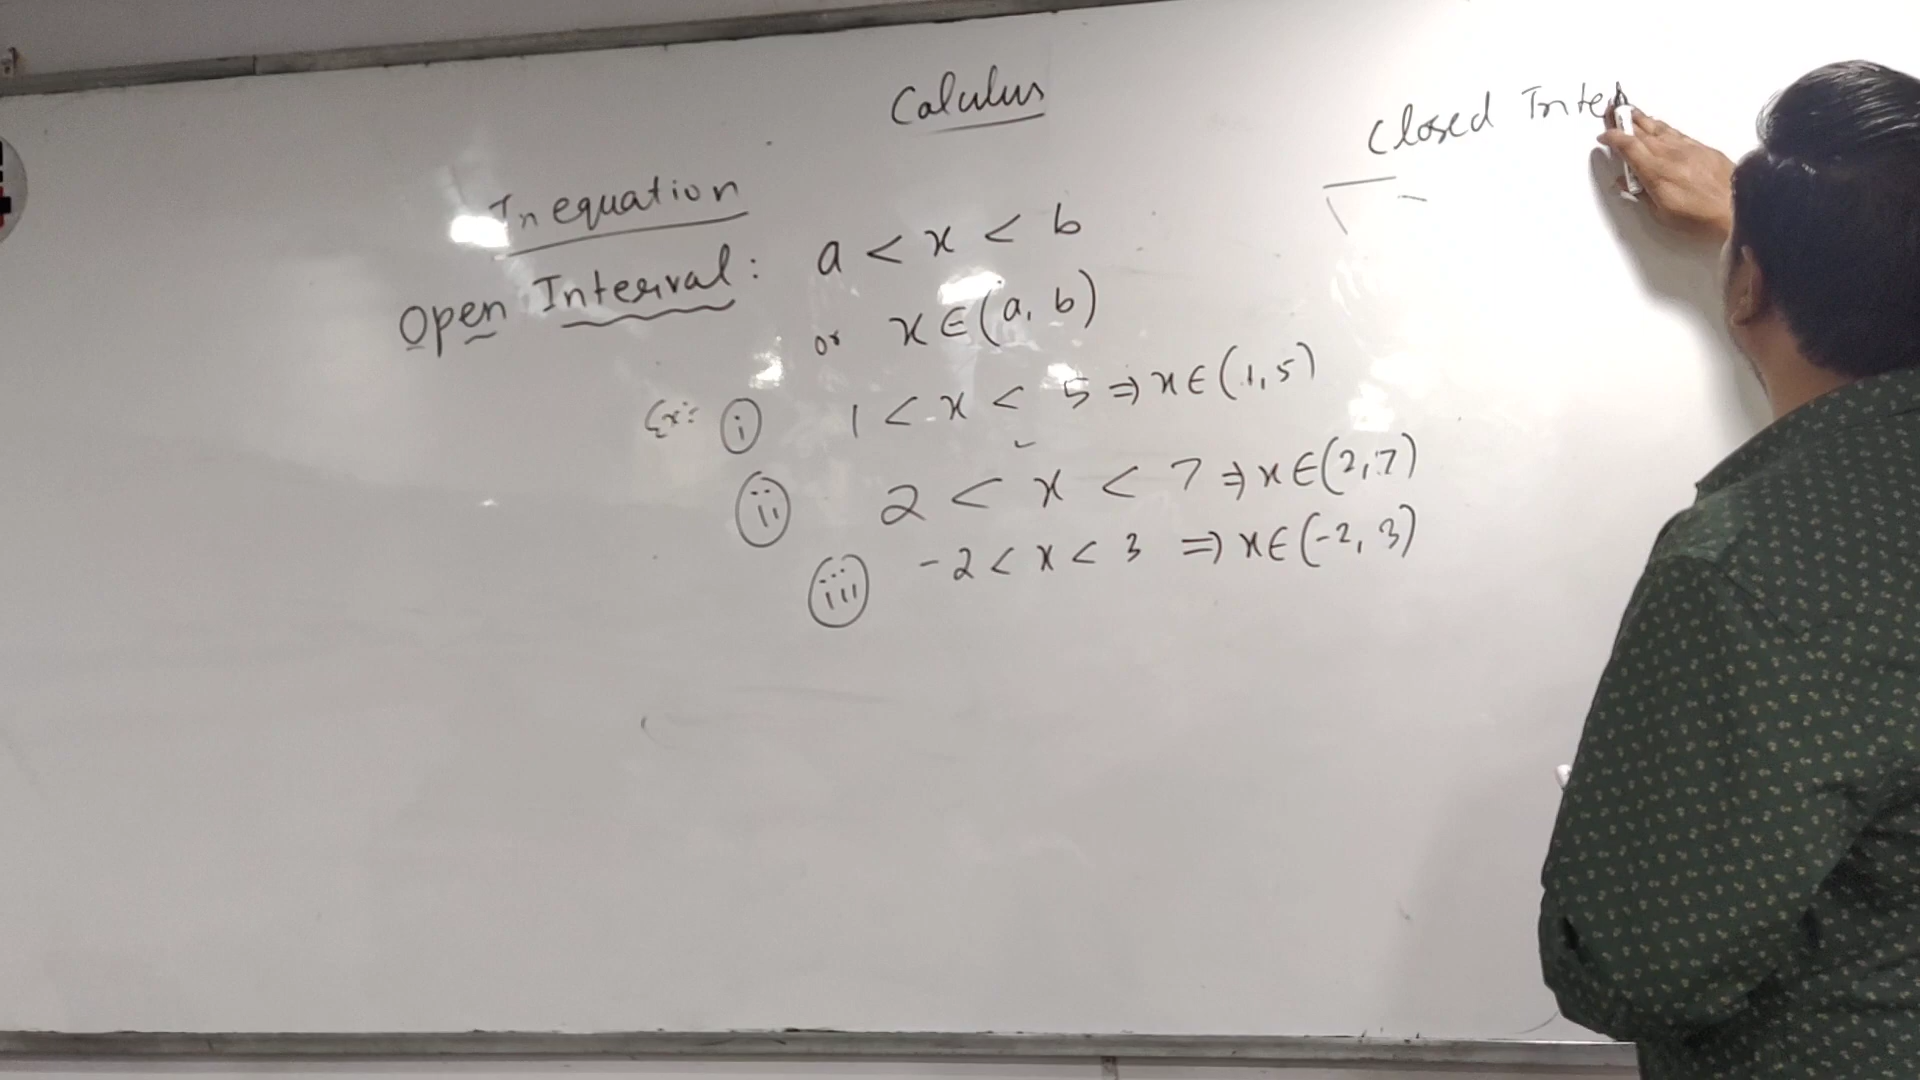 Calculus
Inequation
Open Interval: a < x < b
or x ∈ (a, b)
Ex: (i) 1 < x < 5 ⇒ x ∈ (1, 5)
(ii) 2 < x < 7 ⇒ x ∈ (2, 7)
(iii) -2 < x < 3 ⇒ x ∈ (-2, 3)
Closed Inter